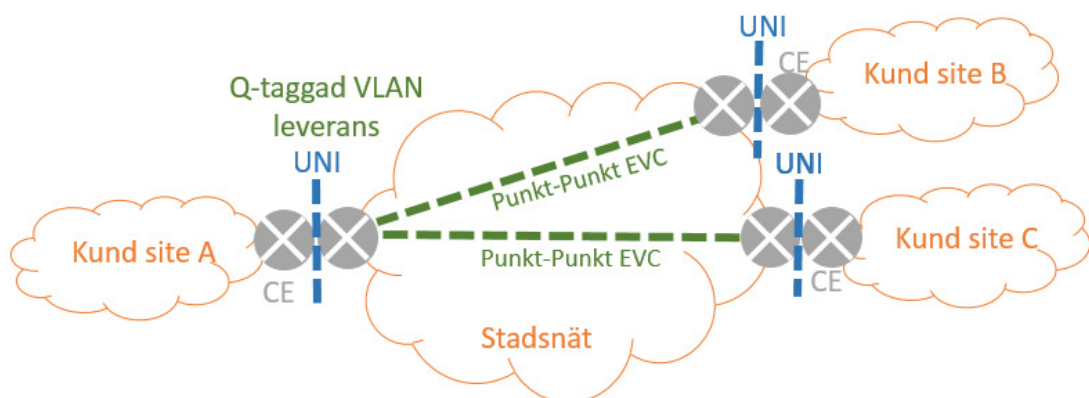 UNI
CE
Kund site B
Q-taggad VLAN
leverans
UNI
Punkt-Punkt EVC
UNI
Kund site A
Kund site C
Punkt-Punkt EVC
CE
CE
Stadsnät